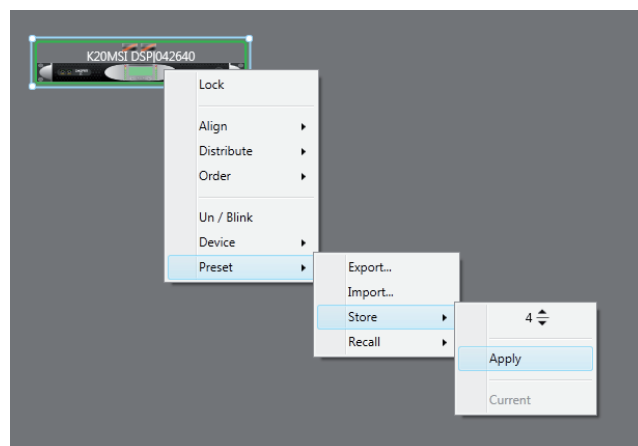 K20MSI DSP|042640
Lock
Align
Distribute
Order
Un / Blink
Device
Preset
Export...
Import...
Store
Recall
4
Apply
Current